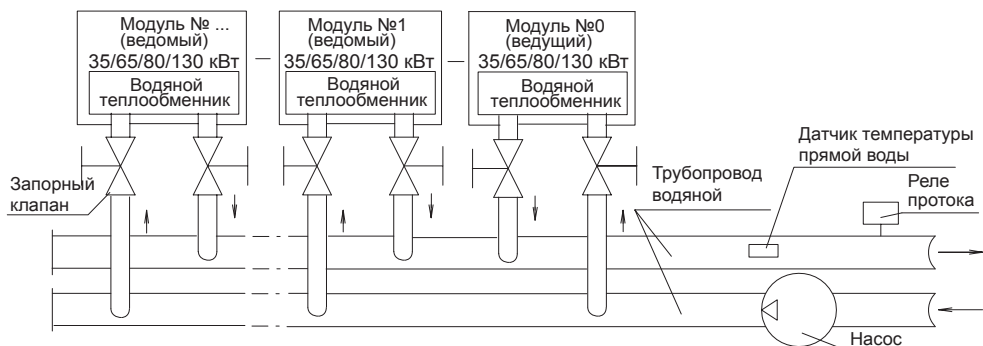 Модуль № ...
(ведомый)
35/65/80/130 кВт
Водяной
теплообменник
Модуль №1
(ведомый)
35/65/80/130 кВт
Водяной
теплообменник
Модуль №0
(ведущий)
35/65/80/130 кВт
Водяной
теплообменник
Запорный
клапан
Трубопровод
водяной
Датчик температуры
прямой воды
Реле
протока
Насос